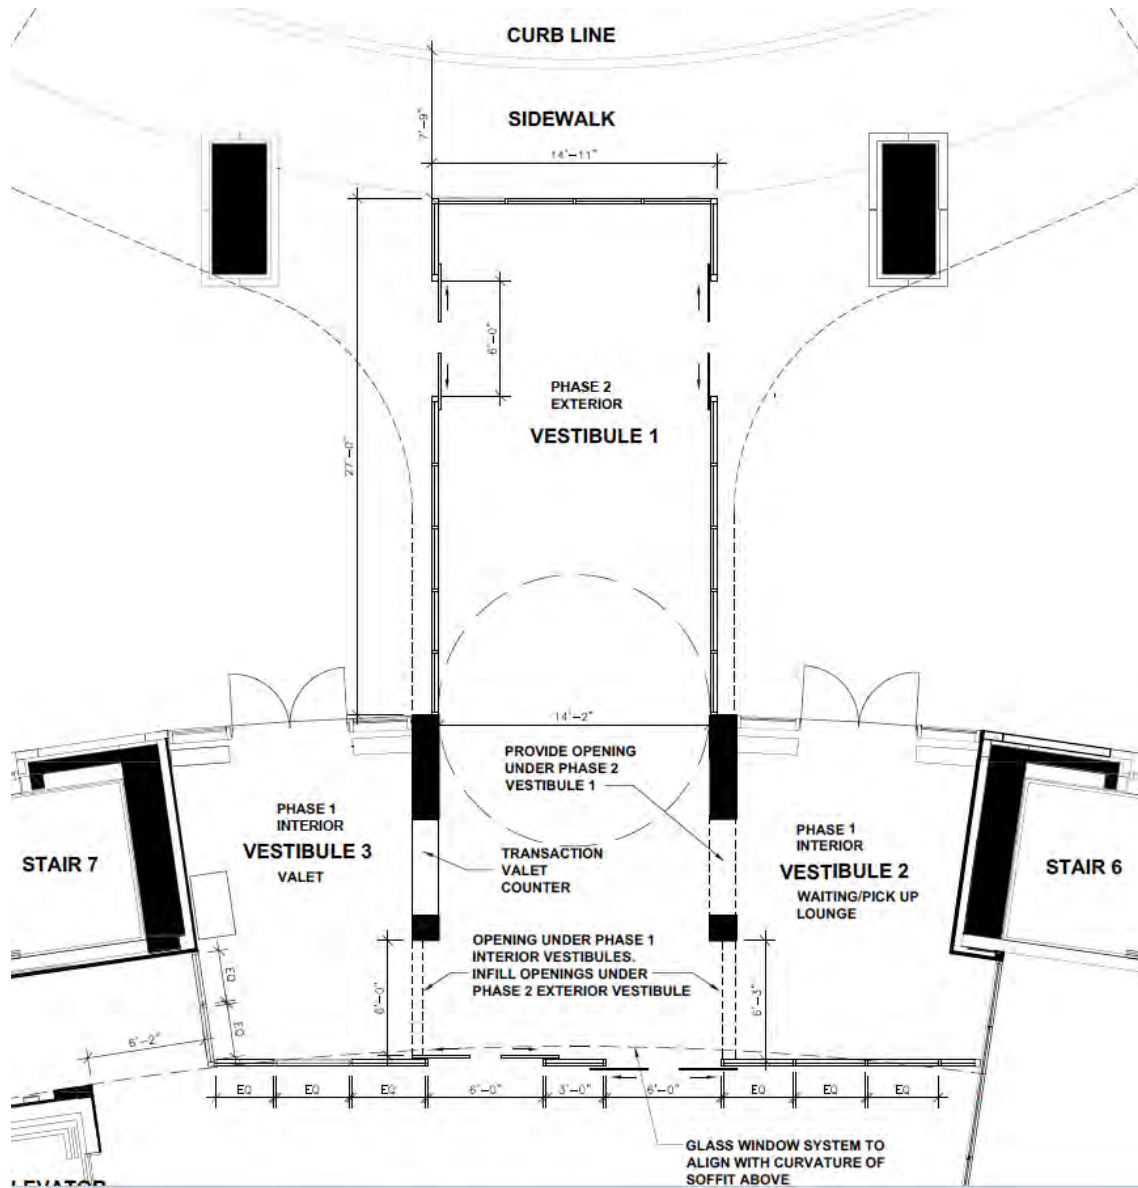 CURB LINE
7'-9"
SIDEWALK
14'-11"
6'-0"
PHASE 2
EXTERIOR
VESTIBULE 1
27'-0"
14'-2"
PROVIDE OPENING
UNDER PHASE 2
VESTIBULE 1
PHASE 1
INTERIOR
VESTIBULE 3
VALET
STAIR 7
TRANSACTION
VALET
COUNTER
PHASE 1
INTERIOR
VESTIBULE 2
WAITING/PICK UP
LOUNGE
STAIR 6
OPENING UNDER PHASE 1
INTERIOR VESTIBULES.
INFILL OPENINGS UNDER
PHASE 2 EXTERIOR VESTIBULE
EQ
EQ
6'-0"
6'-3"
6'-2"
EQ
EQ
EQ
6'-0"
3'-0"
6'-0"
EQ
EQ
EQ
GLASS WINDOW SYSTEM TO
ALIGN WITH CURVATURE OF
SOFFIT ABOVE
LEVATOR